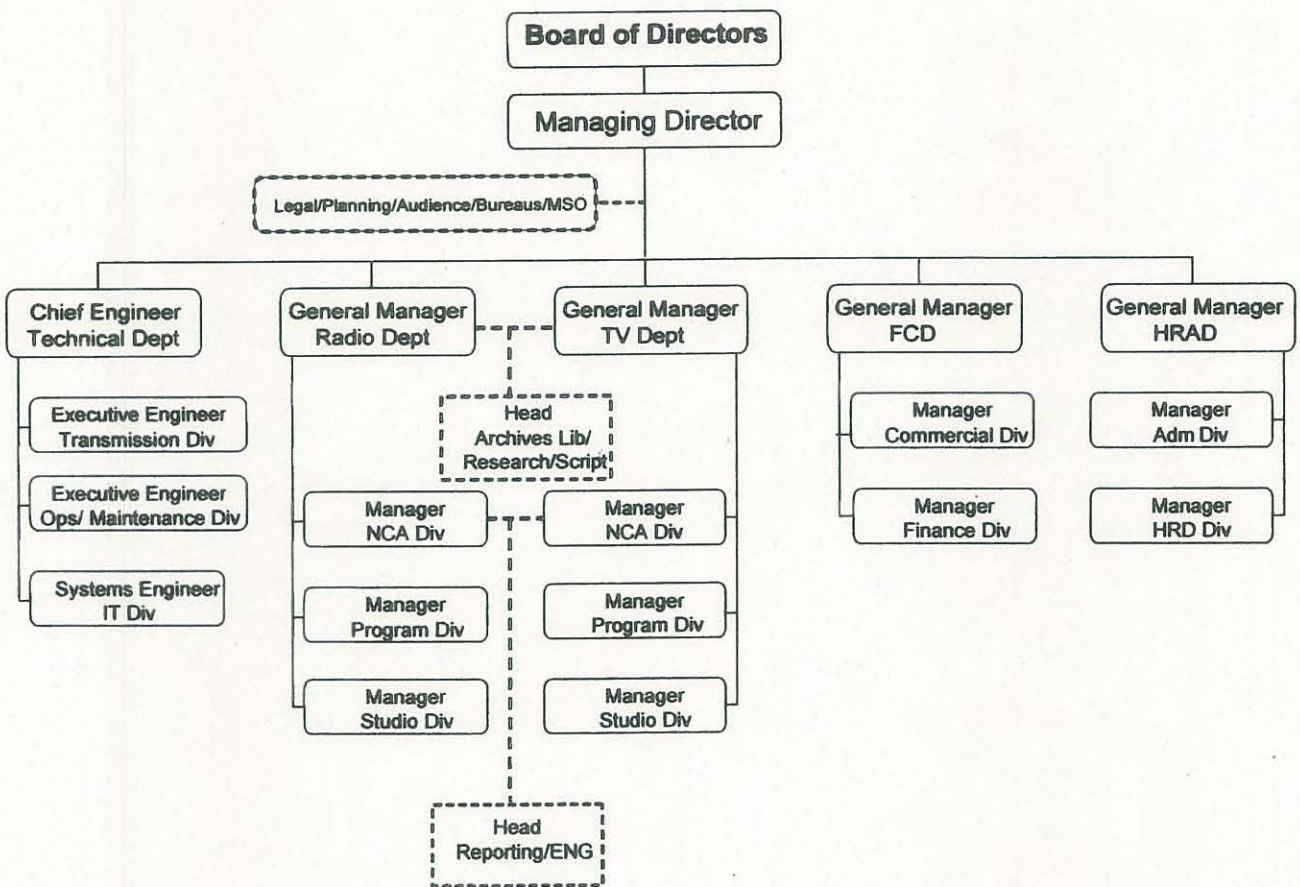 Board of Directors
Managing Director
Legal/Planning/Audience/Bureaus/MSO
Chief Engineer
Technical Dept
General Manager
Radio Dept
General Manager
TV Dept
General Manager
FCD
General Manager
HRAD
Executive Engineer
Transmission Div
Head
Archives Lib/
Research/Script
Manager
Commercial Div
Manager
Adm Div
Executive Engineer
Ops/ Maintenance Div
Manager
NCA Div
Manager
NCA Div
Manager
Finance Div
Manager
HRD Div
Systems Engineer
IT Div
Manager
Program Div
Manager
Program Div
Manager
Studio Div
Manager
Studio Div
Head
Reporting/ENG